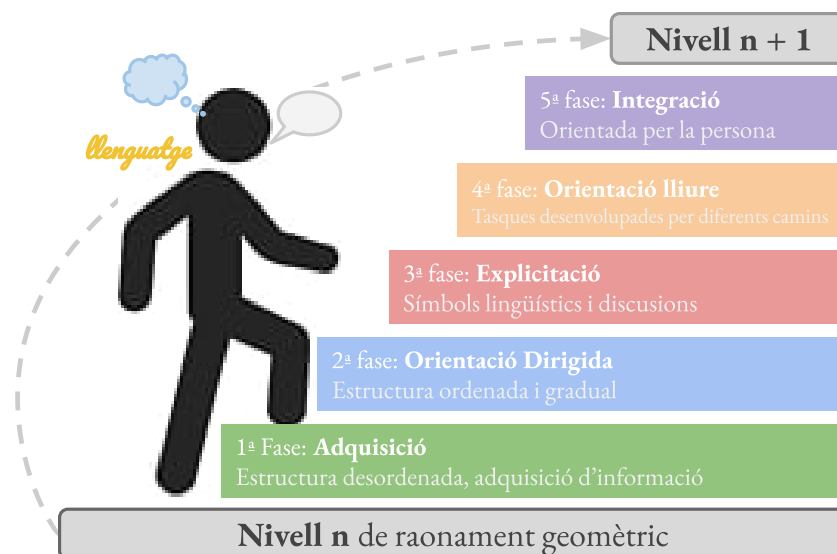 Nivell n + 1
5ª fase: Integració
Orientada per la persona
llenguatge
4ª fase: Orientació lliure
Tasques desenvolupades per diferents camins
3ª fase: Explicitació
Símbols lingüístics i discusions
2ª fase: Orientació Dirigida
Estructura ordenada i gradual
1ª Fase: Adquisició
Estructura desordenada, adquisició d’informació
Nivell n de raonament geomètric